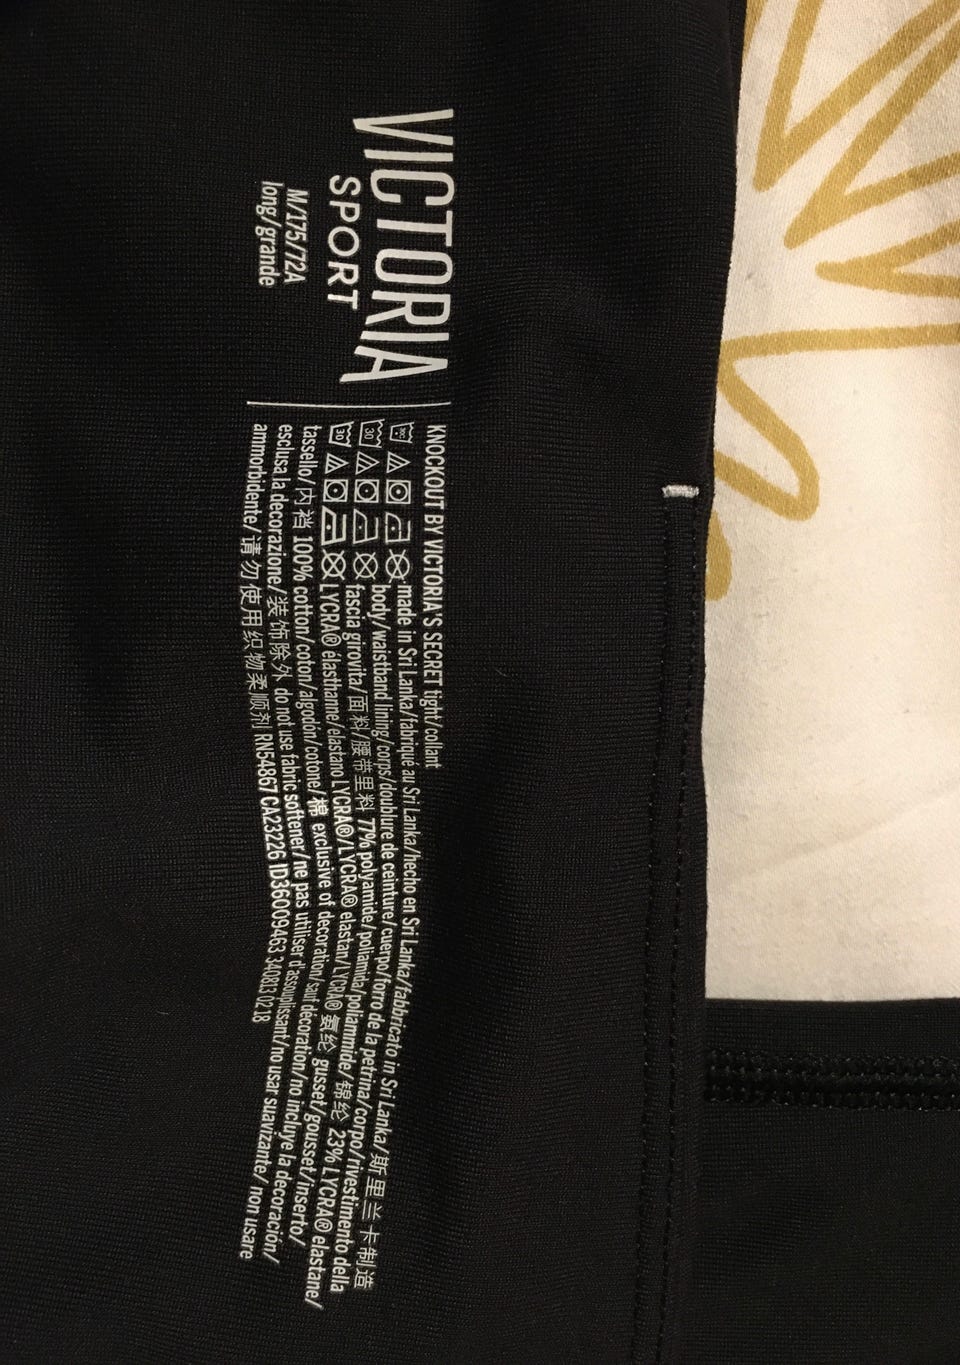 VICTORIA
SPORT
M/175/72A
long/grande
KNOCKOUT BY VICTORIA'S SECRET tight/collant
made in Sri Lanka/fabriqué au Sri Lanka/hecho en Sri Lanka/fabbricato in Sri Lanka/斯里兰卡制造
body/waistband lining/corps/doublure de ceinture/cuerpo/forro de la petrina/corpo/rivestimento della
fascia girovita/面料/腰带里料 77% polyamide/poliamida/poliammide/锦纶 23% LYCRA® elastane/
LYCRA® elasthanne/elastano LYCRA®/LYCRA® elastan/LYCRA® 氨纶 gusset/gousset/inserto/
tassello/内裆 100% cotton/coton/algodón/cotone/棉 exclusive of decoration/sauf décoration/no incluye la decoración/
esclusa la decorazione/装饰除外 do not use fabric softener/ne pas utiliser d'assouplissant/no usar suavizante/ non usare
ammorbidente/请勿使用织物柔顺剂 RN54867 CA23226 ID36009463 340813 0218